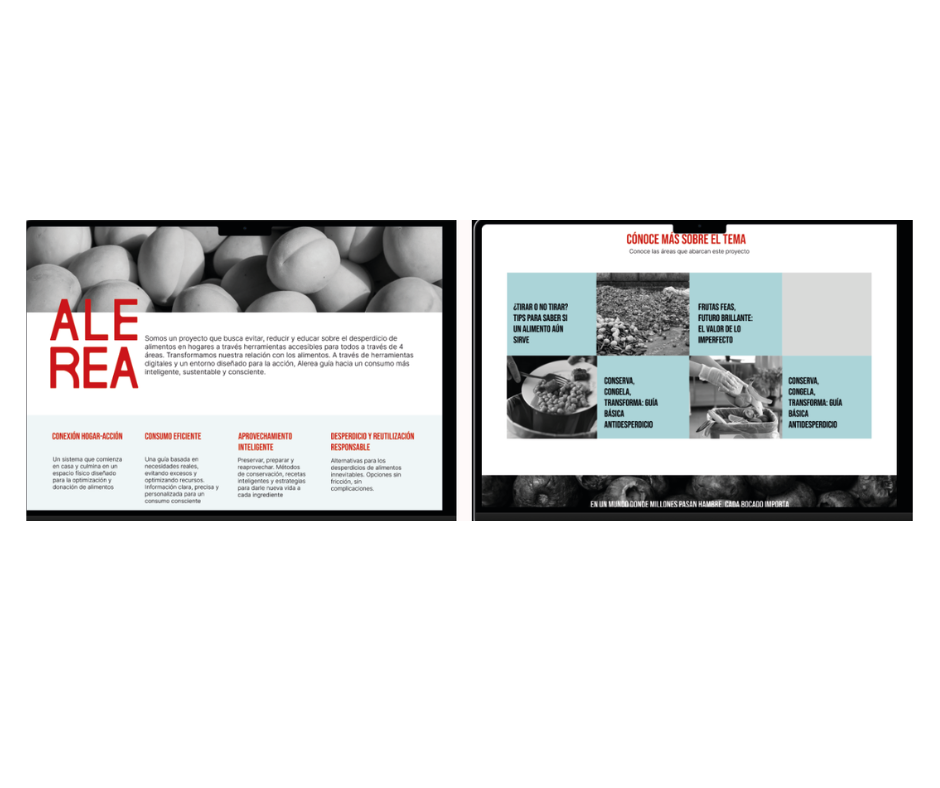 ALE
REA
Somos un proyecto que busca evitar, reducir y educar sobre el desperdicio de
alimentos en hogares a través herramientas accesibles para todos a través de 4
áreas. Transformamos nuestra relación con los alimentos. A través de herramientas
digitales y un entorno diseñado para la acción, Alerea guía hacia un consumo más
inteligente, sustentable y consciente.
CONEXIÓN HOGAR-ACCIÓN
Un sistema que comienza
en casa y culmina en un
espacio físico diseñado
para la optimización y
donación de alimentos
CONSUMO EFICIENTE
Una guía basada en
necesidades reales,
evitando excesos y
optimizando recursos.
Información clara, precisa y
personalizada para un
consumo consciente
APROVECHAMIENTO
INTELIGENTE
Preservar, preparar y
reaprovechar. Métodos
de conservación, recetas
inteligentes y estrategias
para darle nueva vida a
cada ingrediente
DESPERDICIO Y REUTILIZACIÓN
RESPONSABLE
Alternativas para los
desperdicios de alimentos
inevitables. Opciones sin
fricción, sin
complicaciones.
CÓNOCE MÁS SOBRE EL TEMA
Conoce las áreas que abarcan este proyecto
¿TIRAR O NO TIRAR?
TIPS PARA SABER SI
UN ALIMENTO AÚN
SIRVE
FRUTAS FEAS,
FUTURO BRILLANTE:
EL VALOR DE LO
IMPERFECTO
CONSERVA,
CONGELA,
TRANSFORMA: GUÍA
BÁSICA
ANTIDESPERDICIO
CONSERVA,
CONGELA,
TRANSFORMA: GUÍA
BÁSICA
ANTIDESPERDICIO
EN UN MUNDO DONDE MILLONES PASAN HAMBRE, CADA BOCADO IMPORTA